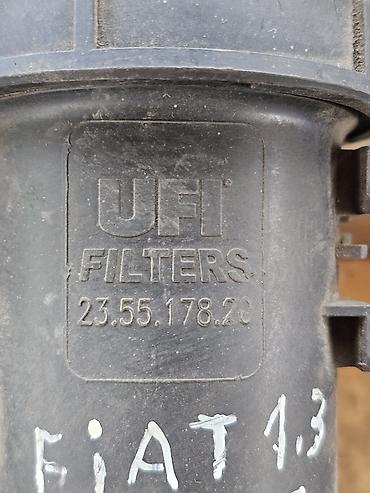 UFI
FILTERS
23.55.178.20
FiAT 1.3